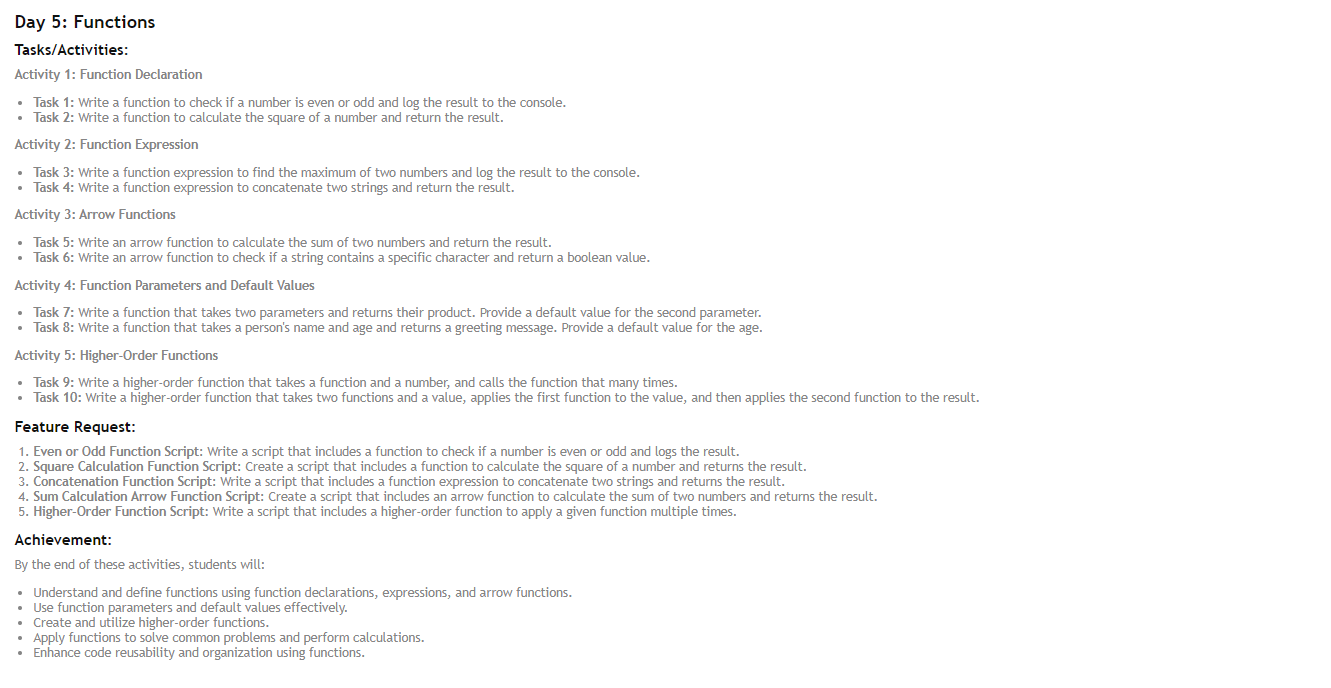 Day 5: Functions
Tasks/Activities:
Activity 1: Function Declaration
• Task 1: Write a function to check if a number is even or odd and log the result to the console.
• Task 2: Write a function to calculate the square of a number and return the result.
Activity 2: Function Expression
• Task 3: Write a function expression to find the maximum of two numbers and log the result to the console.
• Task 4: Write a function expression to concatenate two strings and return the result.
Activity 3: Arrow Functions
• Task 5: Write an arrow function to calculate the sum of two numbers and return the result.
• Task 6: Write an arrow function to check if a string contains a specific character and return a boolean value.
Activity 4: Function Parameters and Default Values
• Task 7: Write a function that takes two parameters and returns their product. Provide a default value for the second parameter.
• Task 8: Write a function that takes a person's name and age and returns a greeting message. Provide a default value for the age.
Activity 5: Higher-Order Functions
• Task 9: Write a higher-order function that takes a function and a number, and calls the function that many times.
• Task 10: Write a higher-order function that takes two functions and a value, applies the first function to the value, and then applies the second function to the result.
Feature Request:
1. Even or Odd Function Script: Write a script that includes a function to check if a number is even or odd and logs the result.
2. Square Calculation Function Script: Create a script that includes a function to calculate the square of a number and returns the result.
3. Concatenation Function Script: Write a script that includes a function expression to concatenate two strings and returns the result.
4. Sum Calculation Arrow Function Script: Create a script that includes an arrow function to calculate the sum of two numbers and returns the result.
5. Higher-Order Function Script: Write a script that includes a higher-order function to apply a given function multiple times.
Achievement:
By the end of these activities, students will:
• Understand and define functions using function declarations, expressions, and arrow functions.
• Use function parameters and default values effectively.
• Create and utilize higher-order functions.
• Apply functions to solve common problems and perform calculations.
• Enhance code reusability and organization using functions.